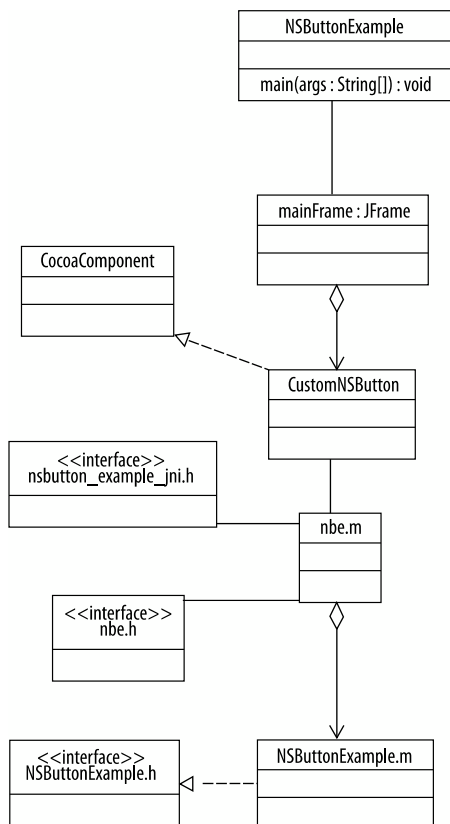 NSButtonExample
main(args : String[]) : void
mainFrame : JFrame
CocoaComponent
CustomNSButton
<<interface>>
nsbutton_example_jni.h
nbe.m
<<interface>>
nbe.h
<<interface>>
NSButtonExample.h
NSButtonExample.m